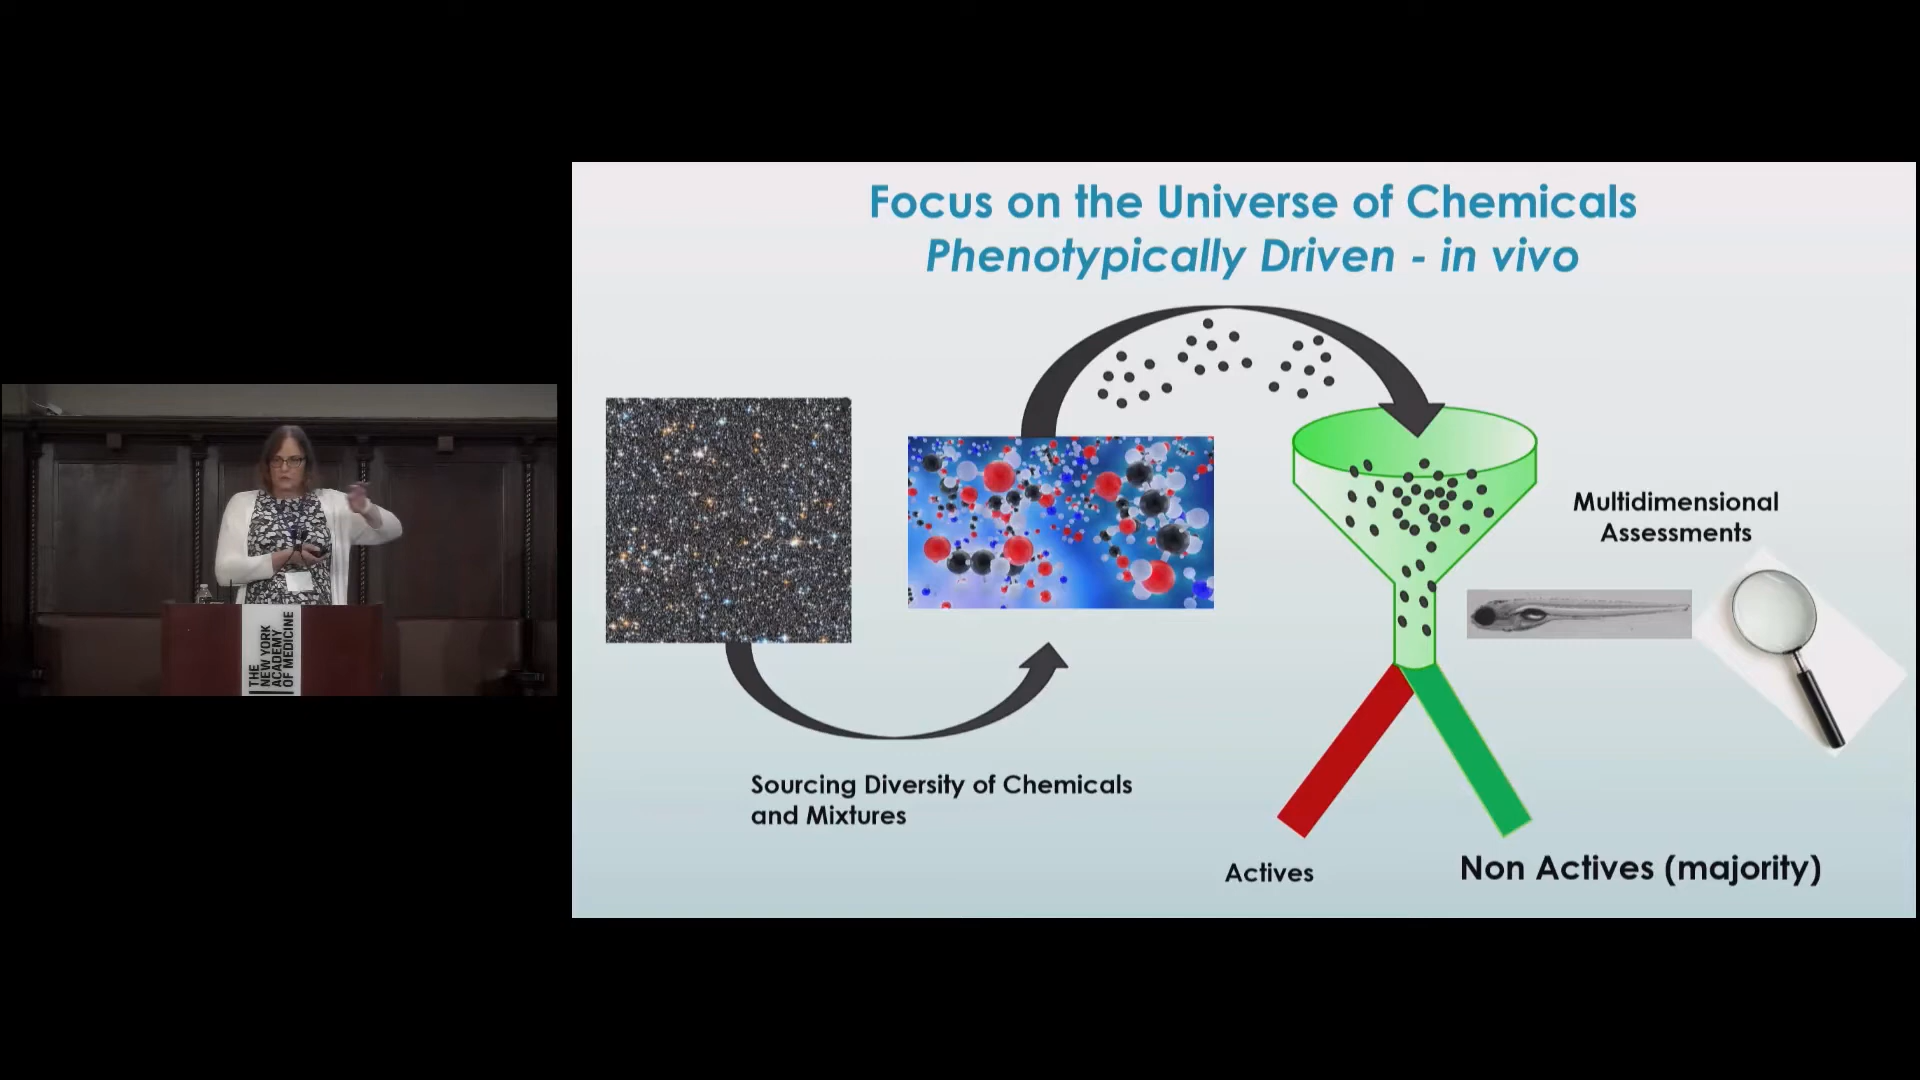 Focus on the Universe of Chemicals
Phenotypically Driven - in vivo
Multidimensional
Assessments
Sourcing Diversity of Chemicals
and Mixtures
Actives
Non Actives (majority)
THE
NEW YORK
ACADEMY
OF MEDICINE